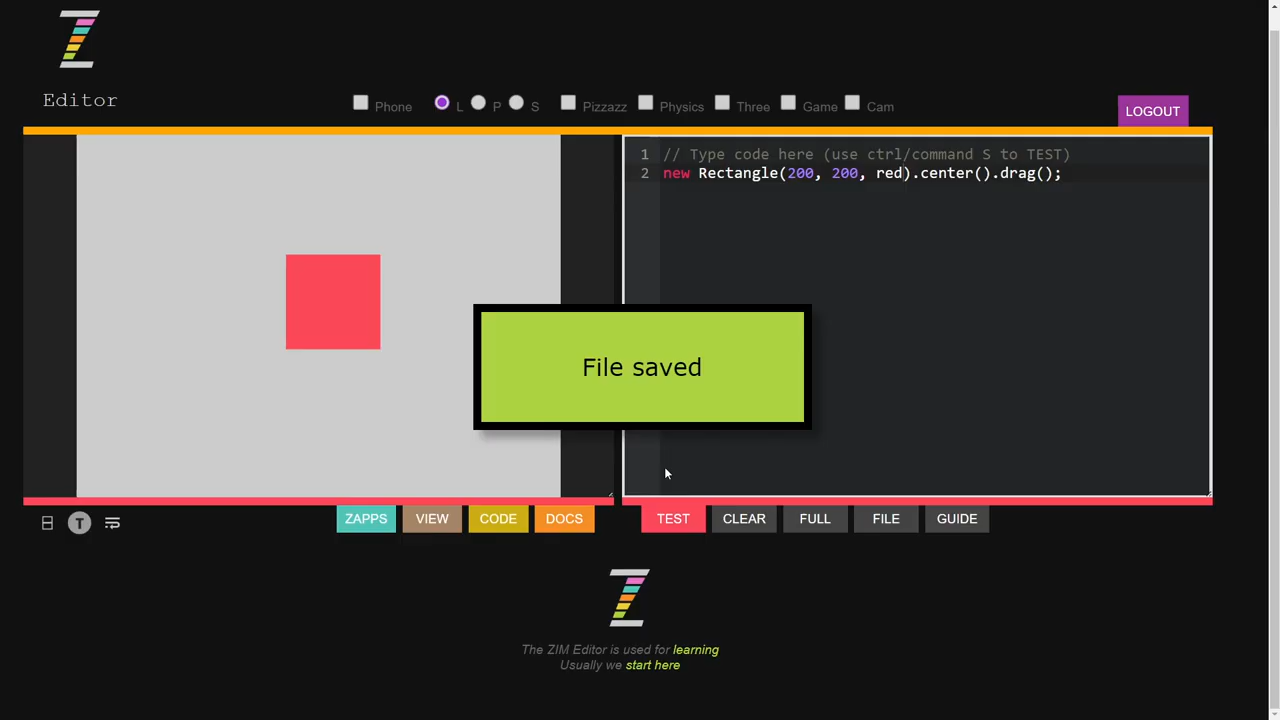 Editor
Phone L P S Pizzazz Physics Three Game Cam
LOGOUT
1 // Type code here (use ctrl/command S to TEST)
2 new Rectangle(200, 200, red).center().drag();
File saved
T
ZAPPS VIEW CODE DOCS TEST CLEAR FULL FILE GUIDE
The ZIM Editor is used for learning
Usually we start here